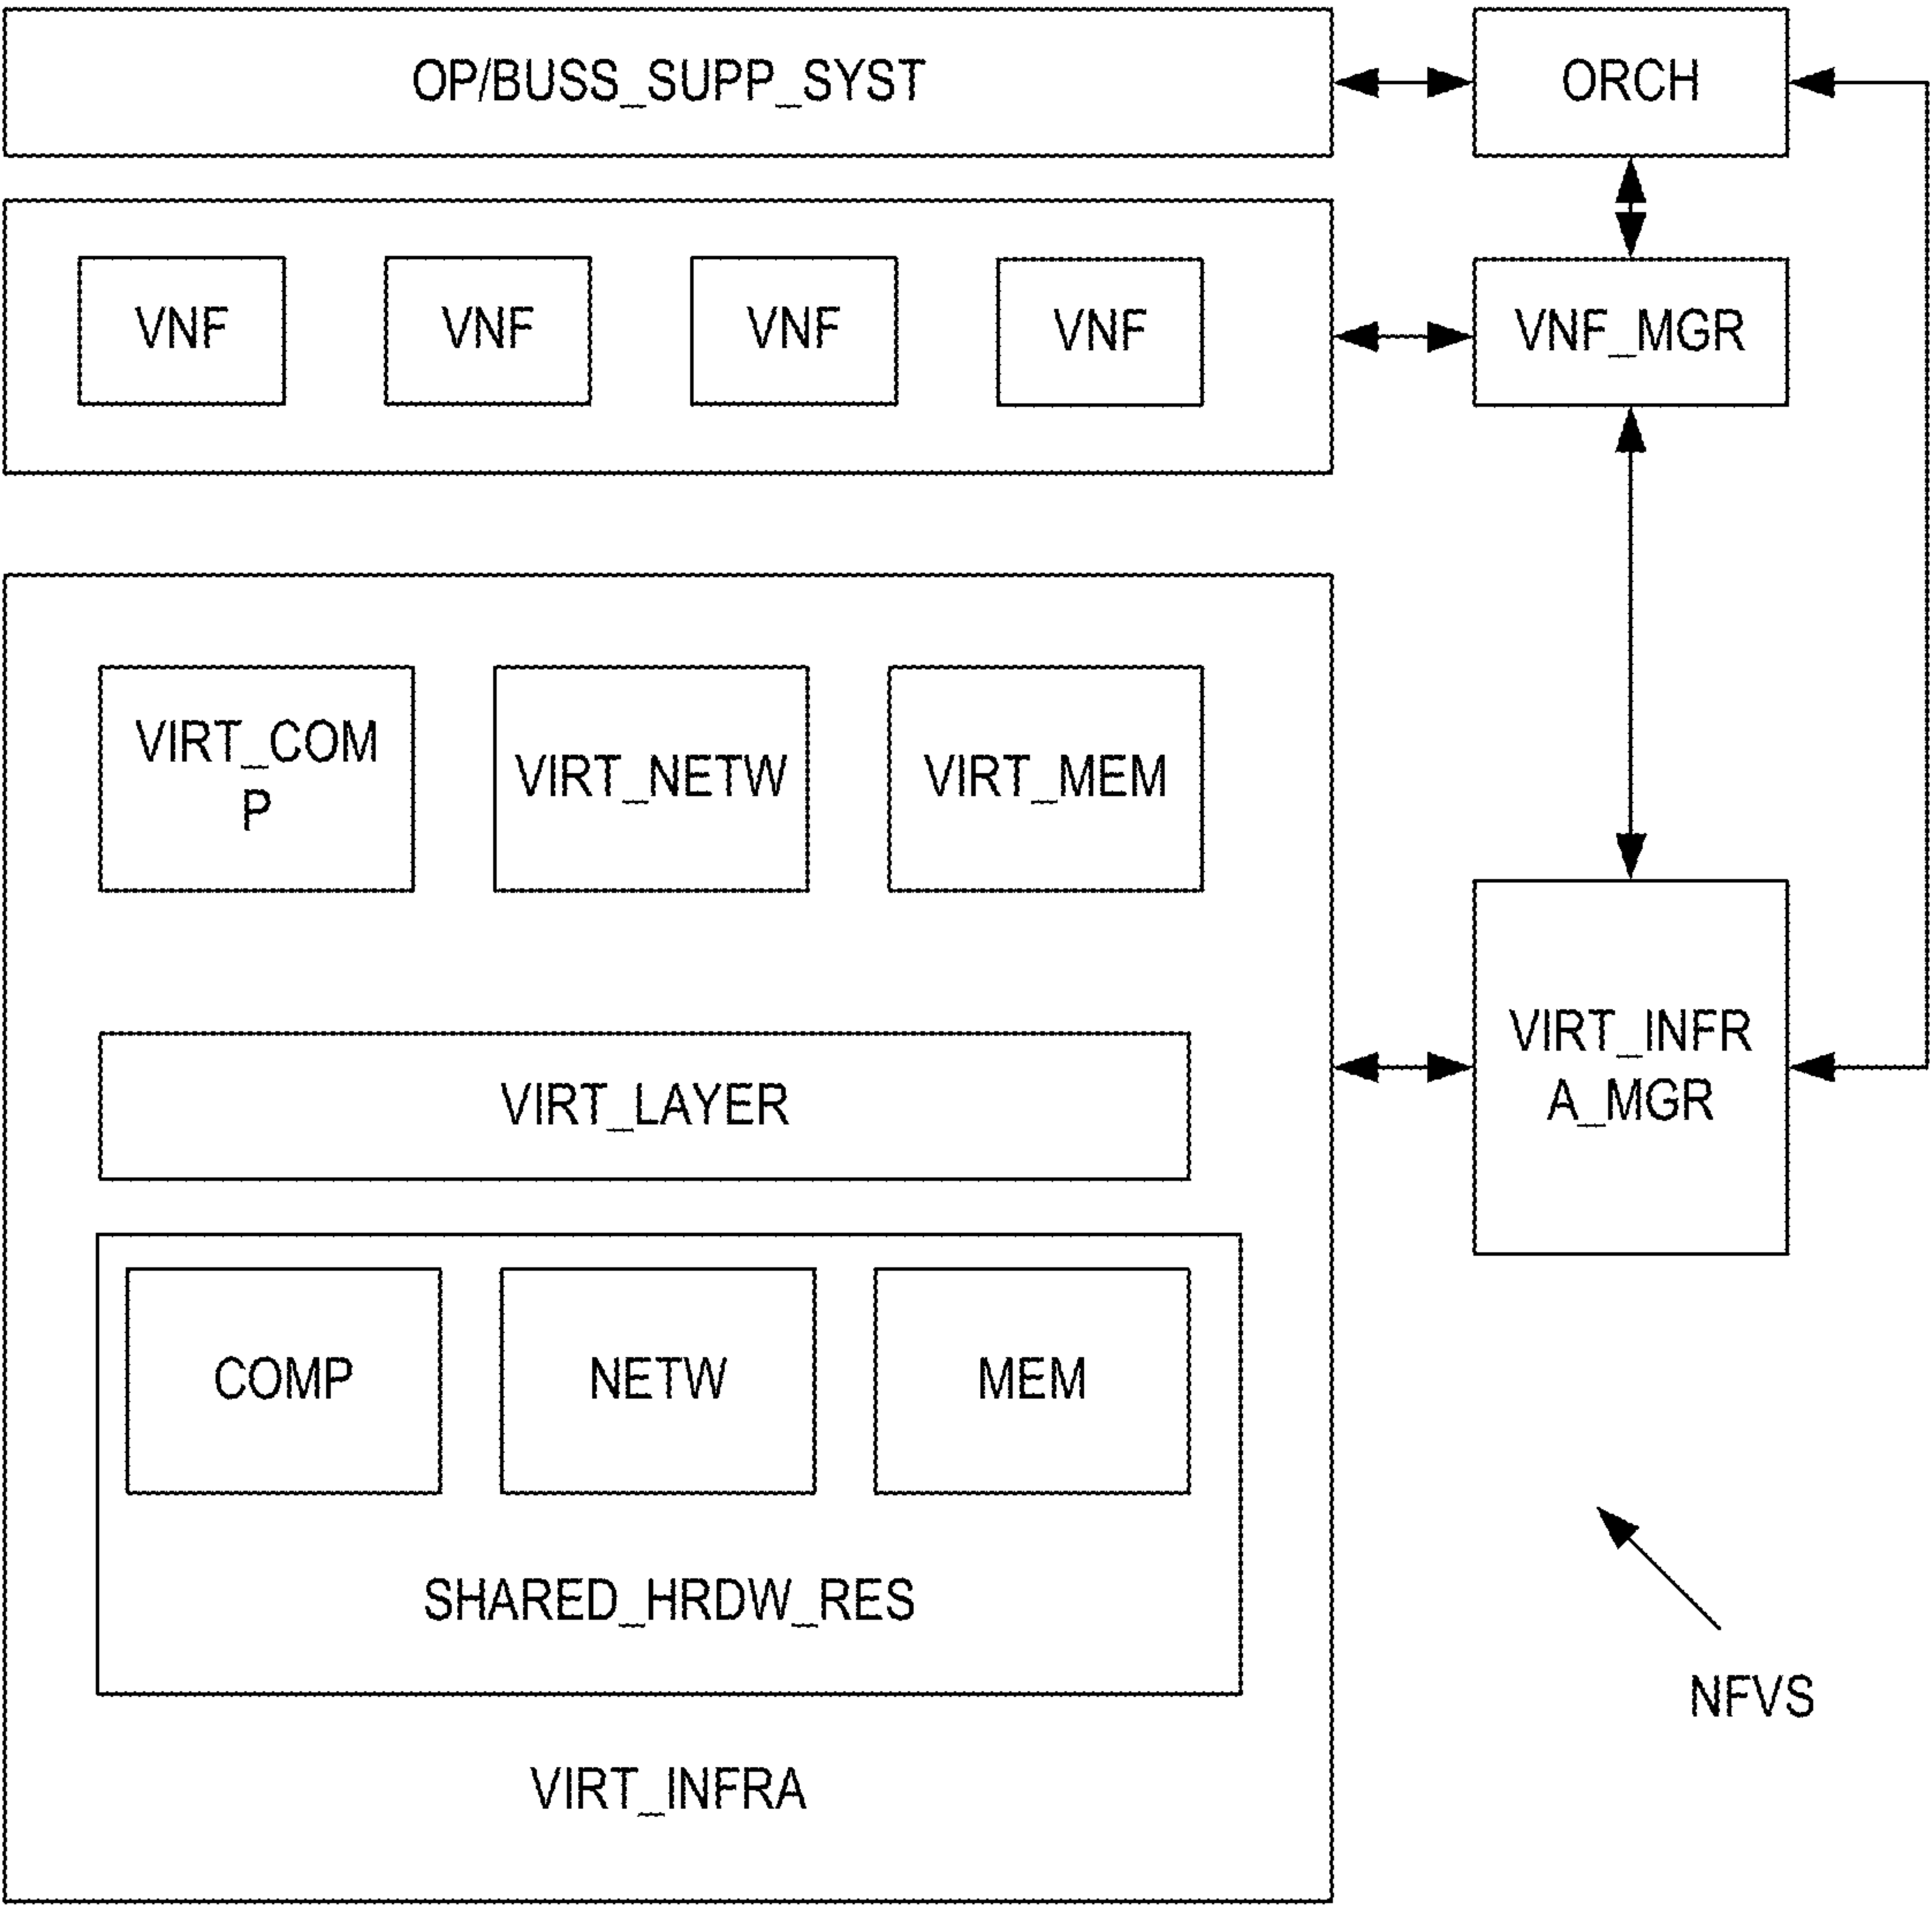 OP/BUSS_SUPP_SYST
ORCH
VNF
VNF
VNF
VNF
VNF_MGR
VIRT_COM
P
VIRT_NETW
VIRT_MEM
VIRT_INFR
A_MGR
VIRT_LAYER
COMP
NETW
MEM
SHARED_HRDW_RES
NFVS
VIRT_INFRA